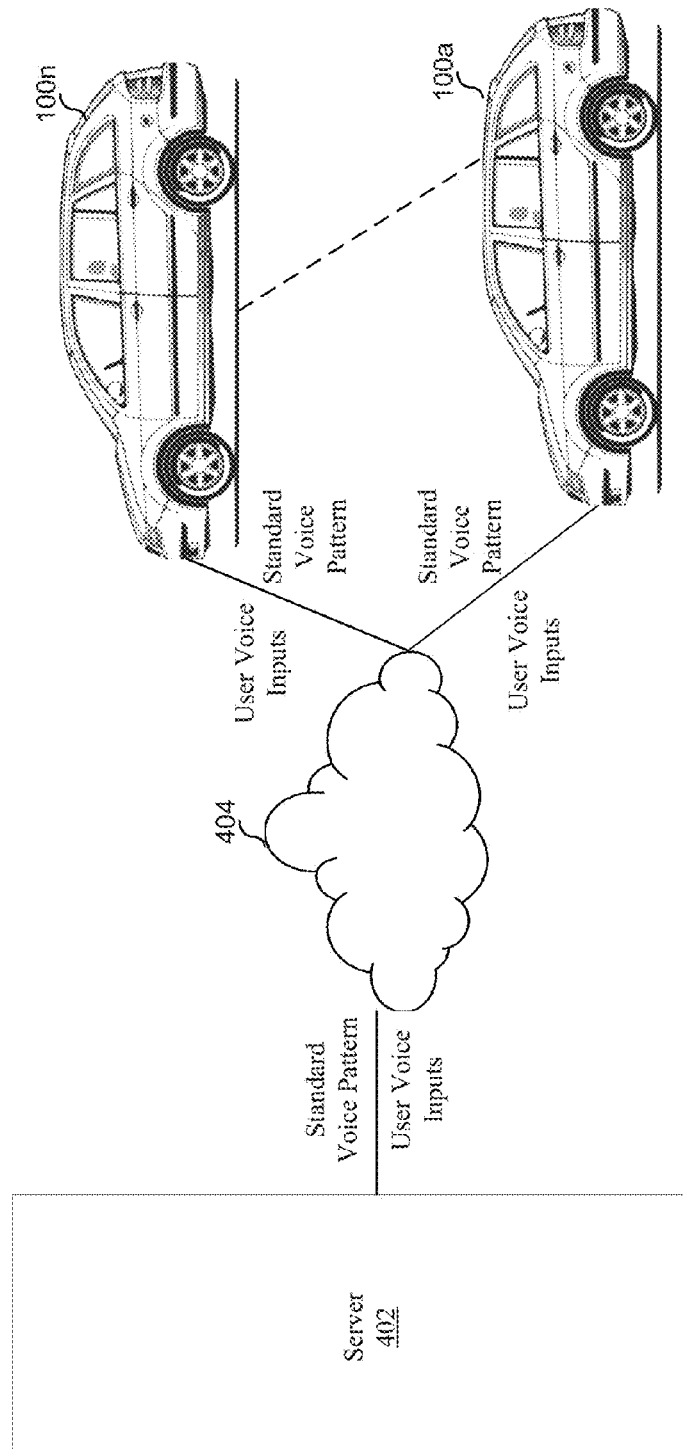 Server
402
Standard
Voice Pattern
User Voice
Inputs
404
User Voice
Inputs
Standard
Voice
Pattern
100n
User Voice
Inputs
Standard
Voice
Pattern
100a